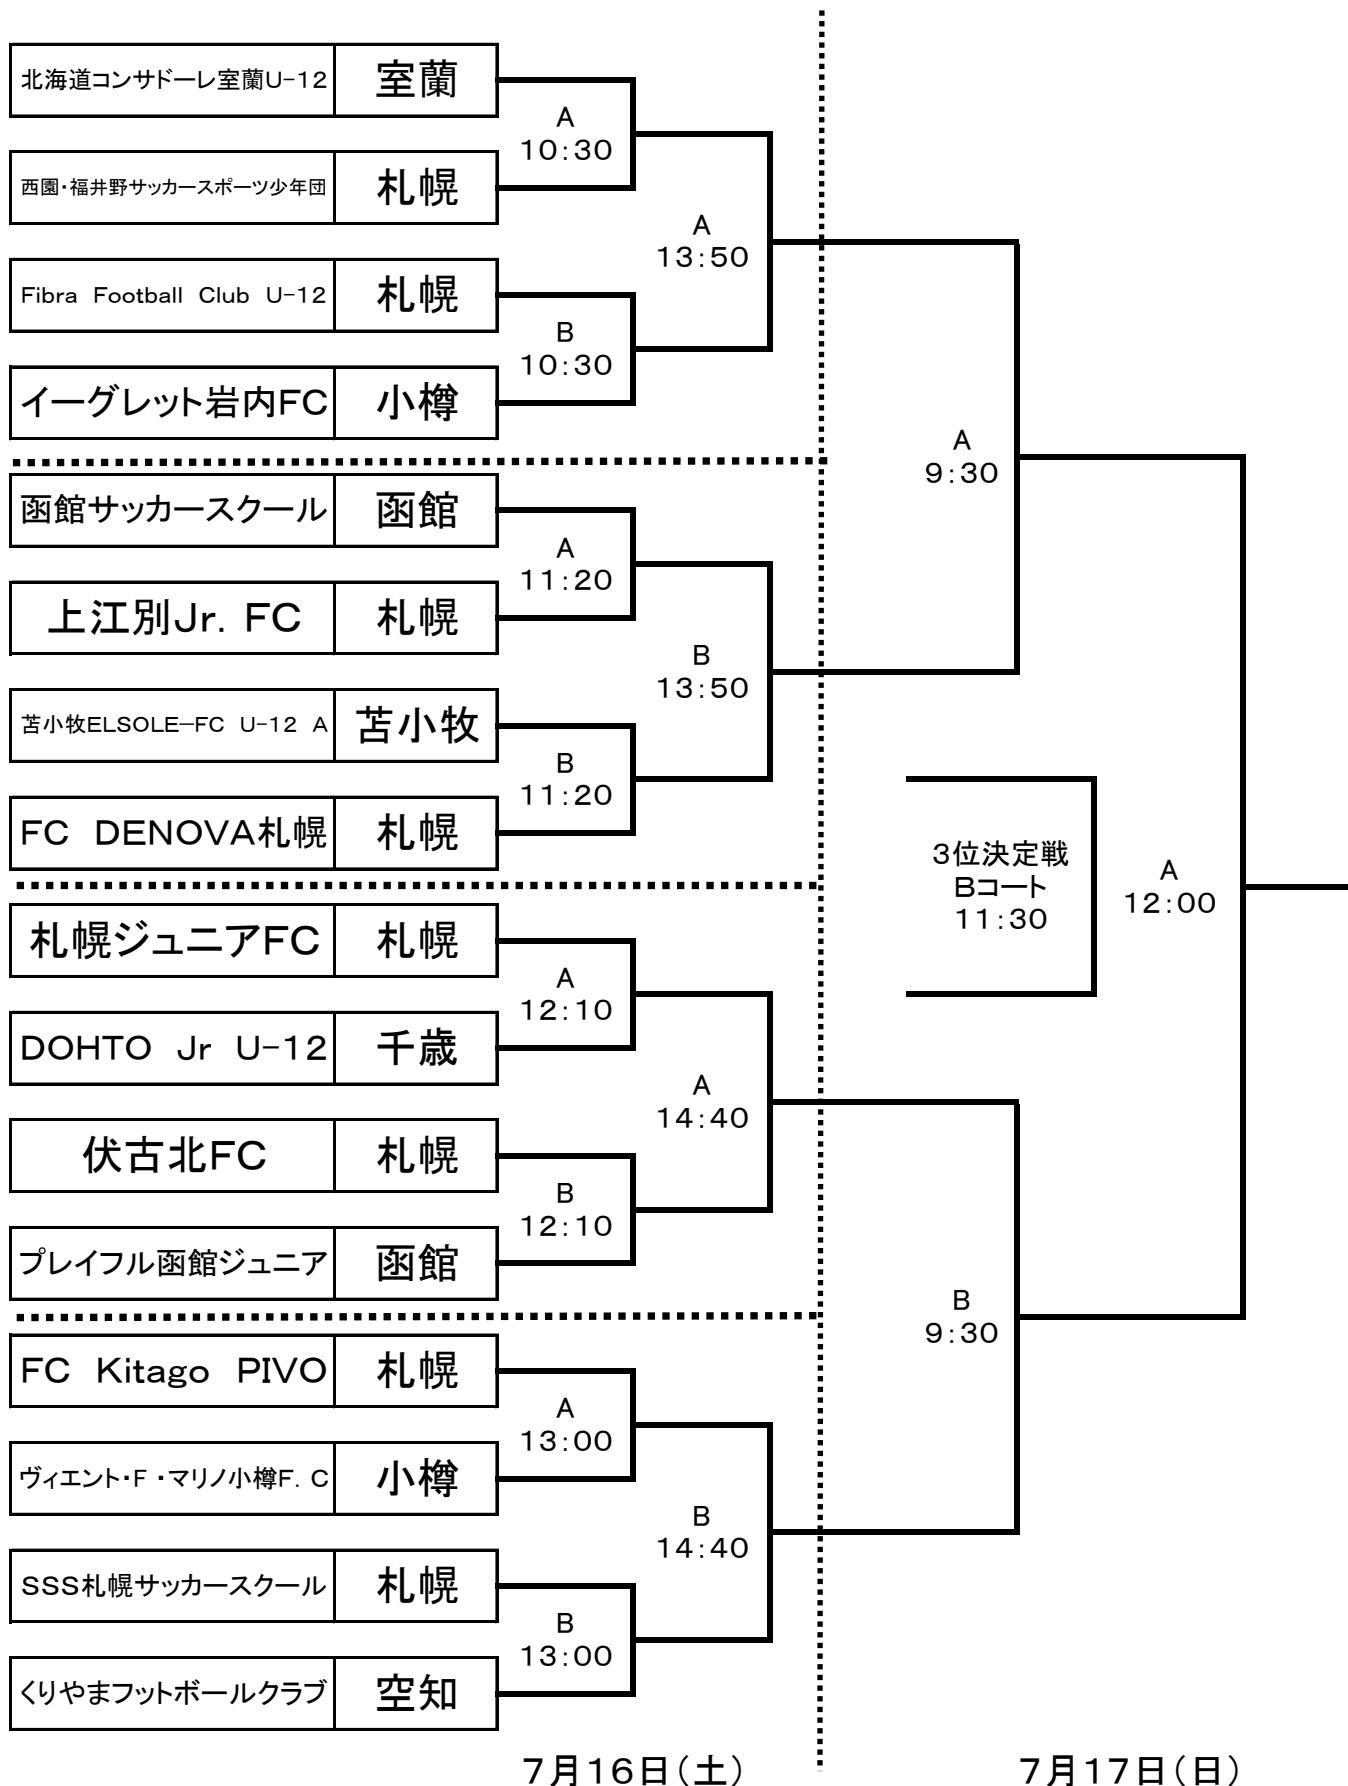 北海道コンサドーレ室蘭U-12 室蘭
A
10:30
西園・福井野サッカースポーツ少年団 札幌
A
13:50
Fibra Football Club U-12 札幌
B
10:30
イーグレット岩内FC 小樽
A
9:30
函館サッカースクール 函館
A
11:20
上江別Jr. FC 札幌
B
13:50
苫小牧ELSOLE-FC U-12 A 苫小牧
B
11:20
FC DENOVA札幌 札幌
3位決定戦
Bコート
11:30
A
12:00
札幌ジュニアFC 札幌
A
12:10
DOHTO Jr U-12 千歳
A
14:40
伏古北FC 札幌
B
12:10
プレイフル函館ジュニア 函館
B
9:30
FC Kitago PIVO 札幌
A
13:00
ヴィエント・F・マリノ小樽F. C 小樽
B
14:40
SSS札幌サッカースクール 札幌
B
13:00
くりやまフットボールクラブ 空知
7月16日(土) 7月17日(日)